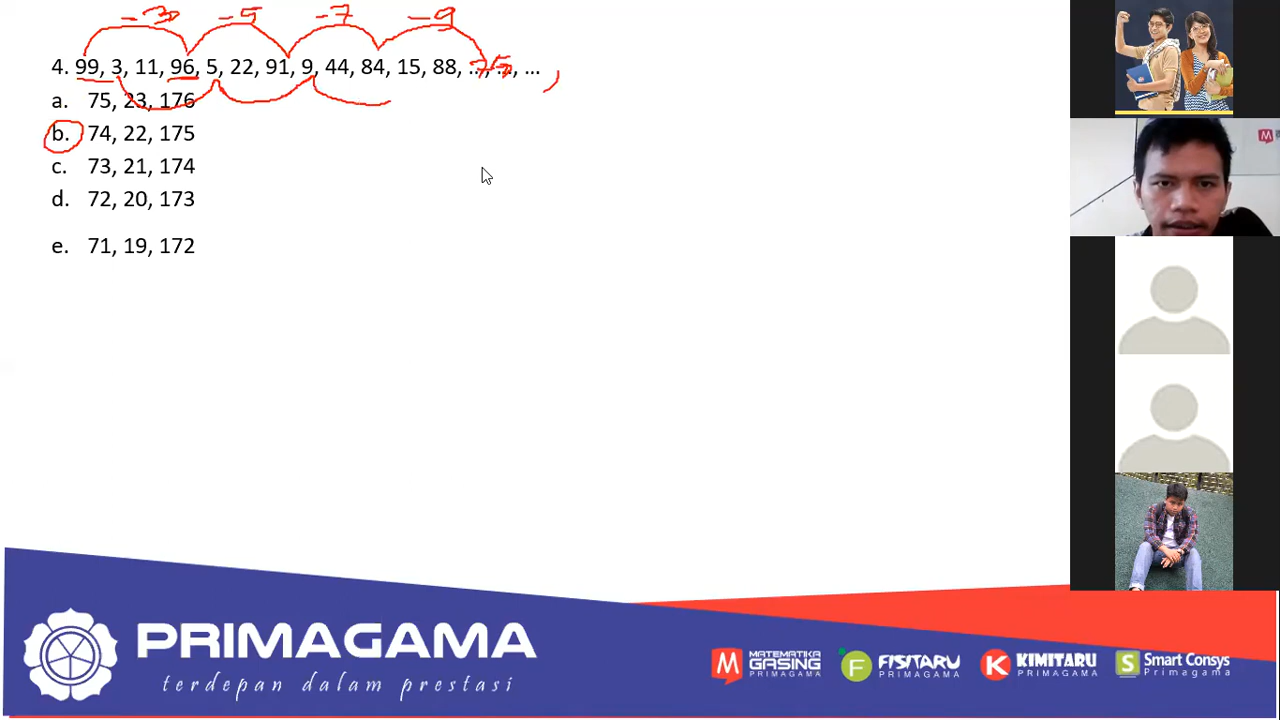 -3 -5 -7 -9
4. 99, 3, 11, 96, 5, 22, 91, 9, 44, 84, 15, 88, ..., ..., ...
75,
a. 75, 23, 176
b. 74, 22, 175
c. 73, 21, 174
d. 72, 20, 173
e. 71, 19, 172
PRIMAGAMA
terdepan dalam prestasi
M MATEMATIKA GASING PRIMAGAMA
F FISITARU PRIMAGAMA
K KIMITARU PRIMAGAMA
S Smart Consys Primagama